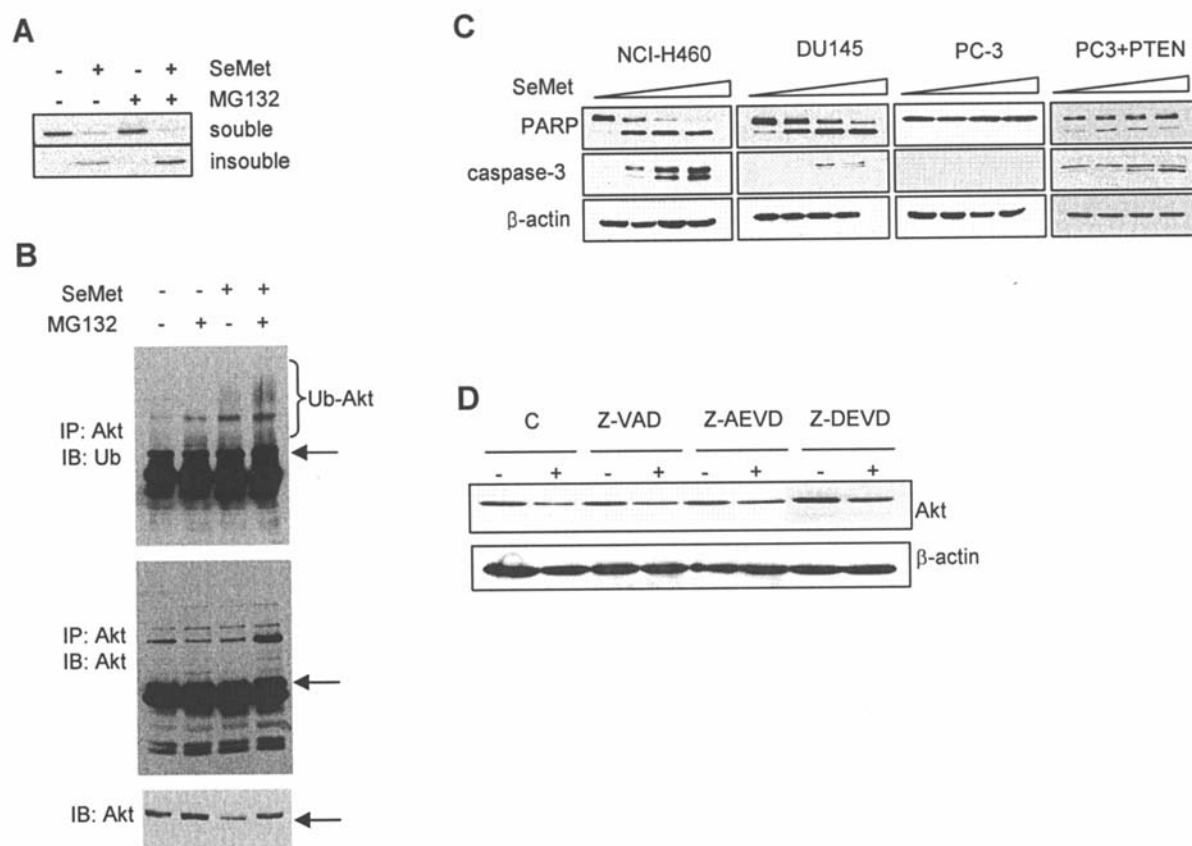 A
- + - + SeMet
- - + + MG132
souble
insouble
B
SeMet - - + +
MG132 - + - +
Ub-Akt
IP: Akt
IB: Ub
IP: Akt
IB: Akt
IB: Akt
C
NCI-H460 DU145 PC-3 PC3+PTEN
SeMet
PARP
caspase-3
β-actin
D
C Z-VAD Z-AEVD Z-DEVD
- + - + - + - +
Akt
β-actin